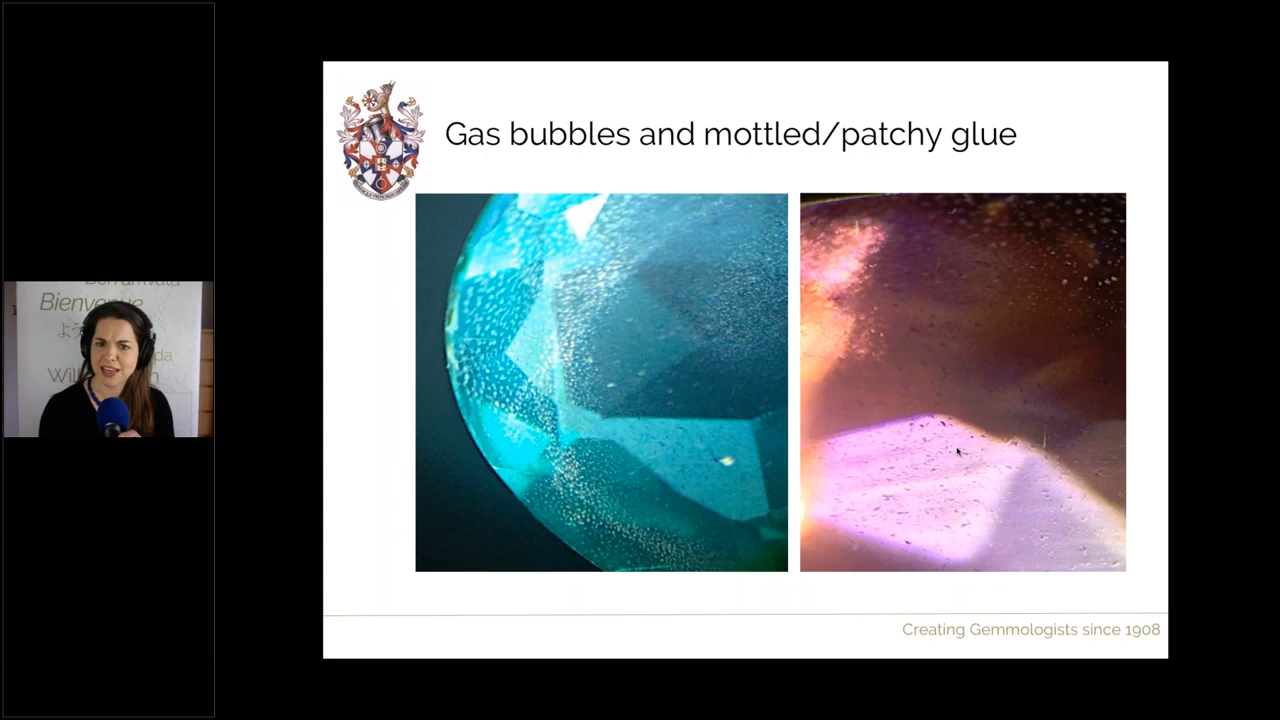 Gas bubbles and mottled/patchy glue
Bienvenue
Creating Gemmologists since 1908